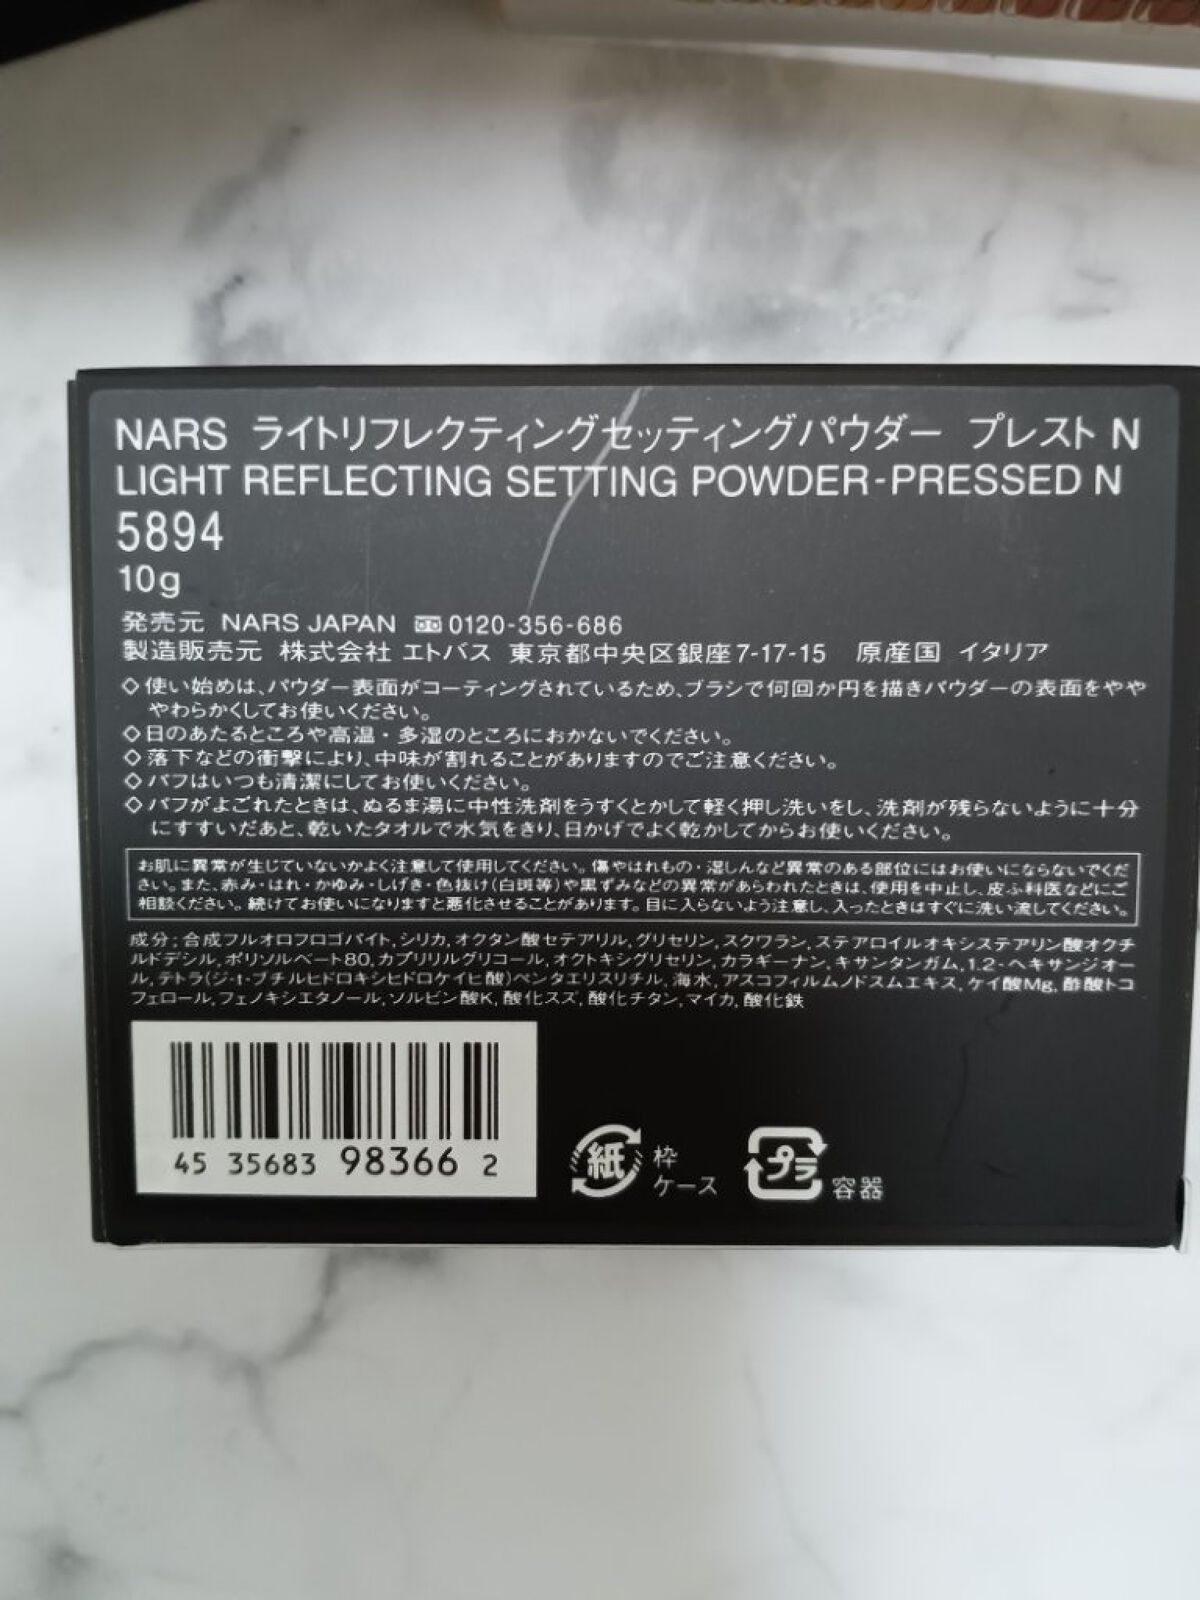 NARS ライトリフレクティングセッティングパウダー プレスト N
LIGHT REFLECTING SETTING POWDER-PRESSED N
5894
10g
発売元 NARS JAPAN 0120-356-686
製造販売元 株式会社 エトバス 東京都中央区銀座7-17-15 原産国 イタリア
◇使い始めは、パウダー表面がコーティングされているため、ブラシで何回か円を描きパウダーの表面をやや
やわらかくしてお使いください。
◇日のあたるところや高温・多湿のところにおかないでください。
◇落下などの衝撃により、中味が割れることがありますのでご注意ください。
◇パフはいつも清潔にしてお使いください。
◇パフがよごれたときは、ぬるま湯に中性洗剤をうすくとかして軽く押し洗いをし、洗剤が残らないように十分
にすすいだあと、乾いたタオルで水気をきり、日かげでよく乾かしてからお使いください。
お肌に異常が生じていないかよく注意して使用してください。傷やはれもの・湿しんなど異常のある部位にはお使いにならないでくだ
さい。また、赤み・はれ・かゆみ・しげき・色抜け(白斑等)や黒ずみなどの異常があらわれたときは、使用を中止し、皮ふ科医などにご
相談ください。続けてお使いになりますと悪化させることがあります。目に入らないよう注意し、入ったときはすぐに洗い流してください。
成分；合成フルオロフロゴパイト,シリカ,オクタン酸セテアリル,グリセリン,スクワラン,ステアロイルオキシステアリン酸オクチ
ルドデシル,ポリソルベート80,カプリリルグリコール,オクトキシグリセリン,カラギーナン,キサンタンガム,1.2-ヘキサンジオー
ル,テトラ(ジ-t-ブチルヒドロキシヒドロケイヒ酸)ペンタエリスリチル,海水,アスコフィルムノドスムエキス,ケイ酸Mg,酢酸トコ
フェロール,フェノキシエタノール,ソルビン酸K,酸化スズ,酸化チタン,マイカ,酸化鉄
45 35683 98366 2
紙 枠
ケース
プラ 容器